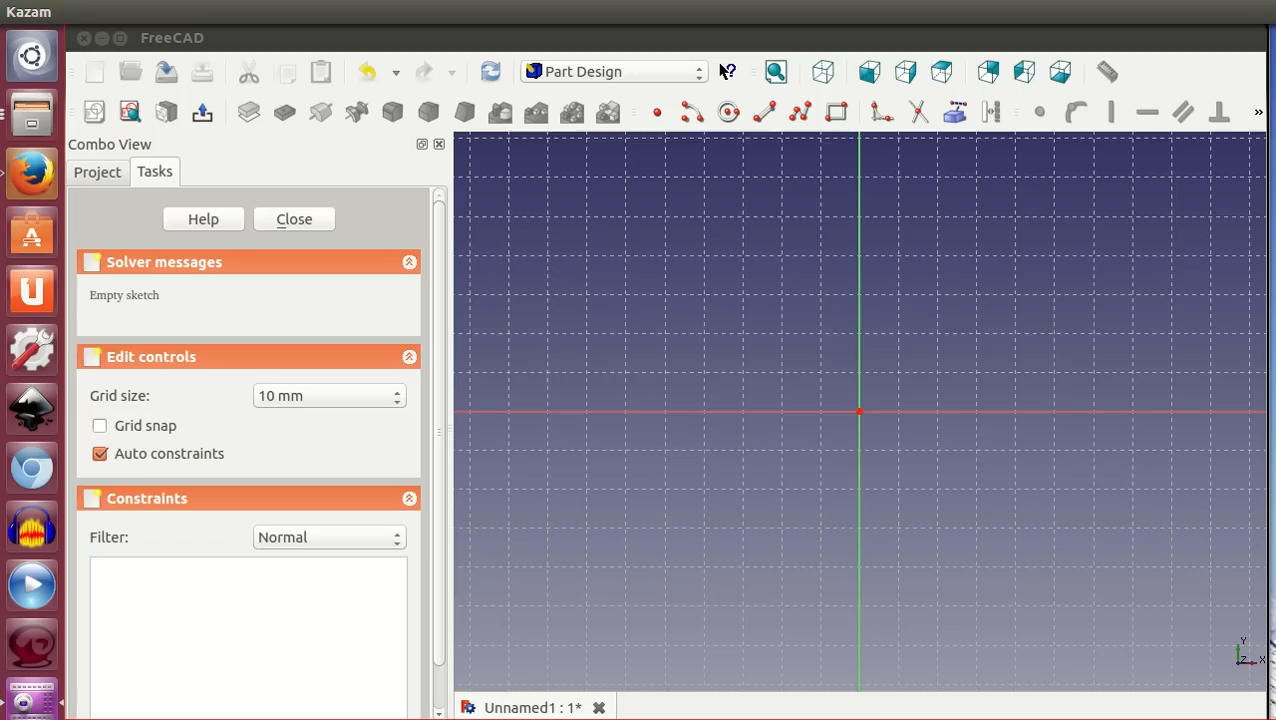 Kazam
FreeCAD
Part Design
»
Combo View
Project
Tasks
Help
Close
Solver messages
Empty sketch
Edit controls
Grid size:
10 mm
Grid snap
Auto constraints
Constraints
Filter:
Normal
Y
Z
X
Unnamed1 : 1*